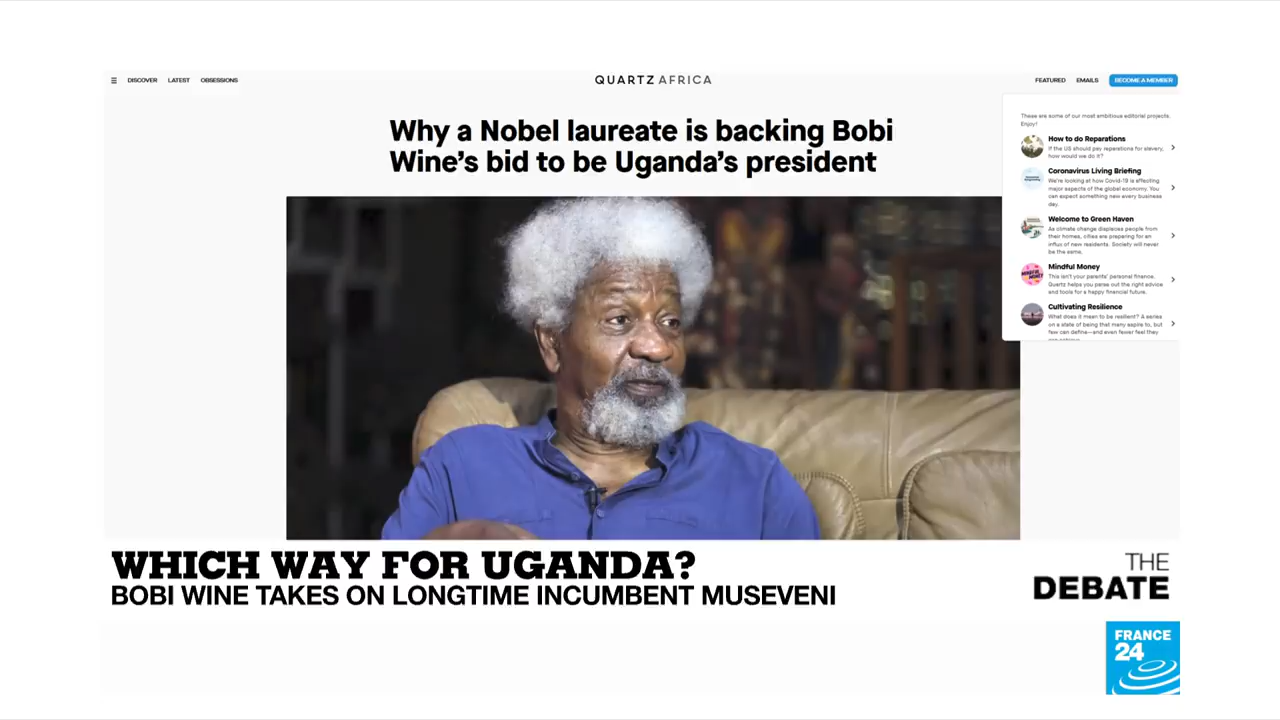 ☰ DISCOVER LATEST OBSESSIONS
QUARTZ AFRICA
FEATURED EMAILS BECOME A MEMBER
Why a Nobel laureate is backing Bobi
Wine's bid to be Uganda's president
These are some of our most ambitious editorial projects.
Enjoy!
How to do Reparations
If the US should pay reparations for slavery,
how would we do it?
Coronavirus Living Briefing
We're looking at how Covid-19 is affecting
major aspects of the global economy. You
can expect something new every business
day.
Welcome to Green Haven
As climate change displaces people from
their homes, cities are preparing for an
influx of new residents. Society will never
be the same.
Mindful Money
This isn't your parents' personal finance.
Quartz helps you parse out the right advice
and tools for a happy financial future.
Cultivating Resilience
What does it mean to be resilient? A series
on a state of being that many aspire to, but
few can define—and even fewer feel they
WHICH WAY FOR UGANDA?
BOBI WINE TAKES ON LONGTIME INCUMBENT MUSEVENI
THE
DEBATE
FRANCE
24